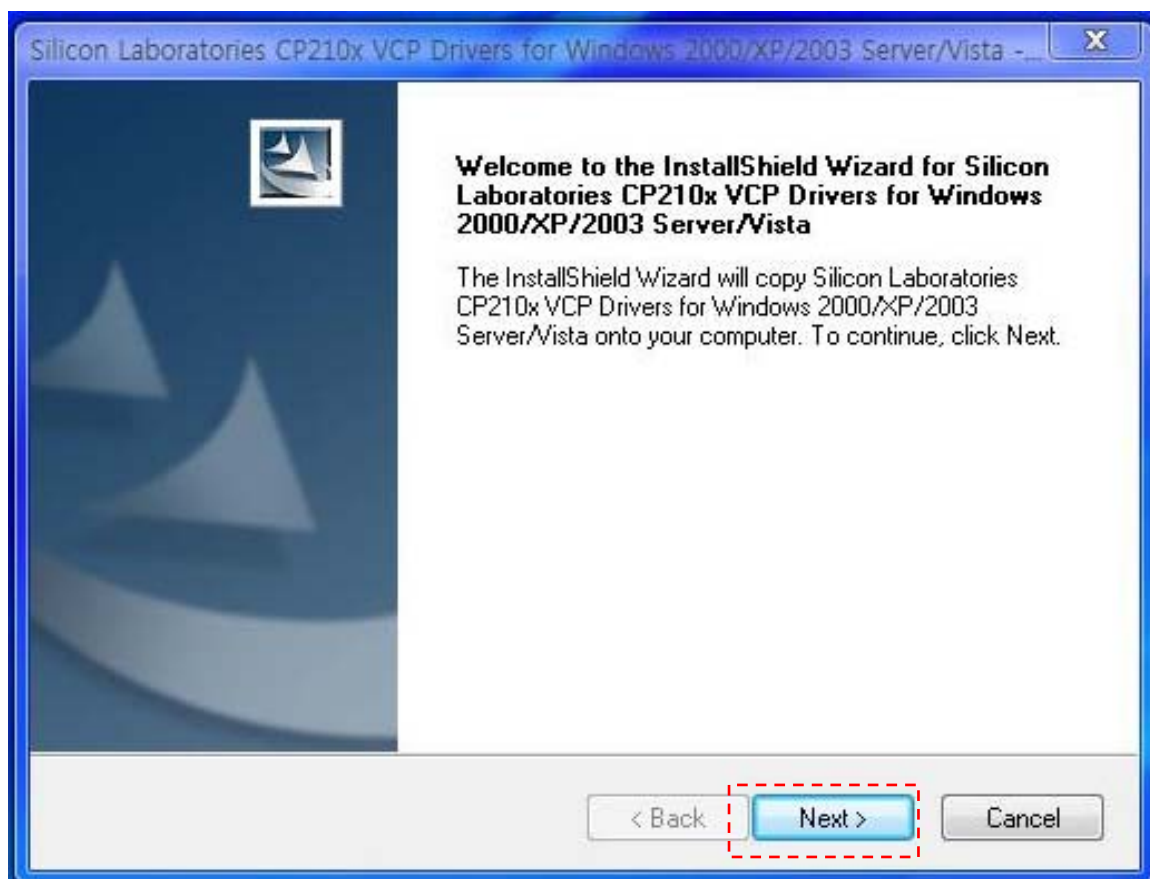 Silicon Laboratories CP210x VCP Drivers for Windows 2000/XP/2003 Server/Vista -...
X
Welcome to the InstallShield Wizard for Silicon
Laboratories CP210x VCP Drivers for Windows
2000/XP/2003 Server/Vista
The InstallShield Wizard will copy Silicon Laboratories
CP210x VCP Drivers for Windows 2000/XP/2003
Server/Vista onto your computer. To continue, click Next.
< Back Next > Cancel